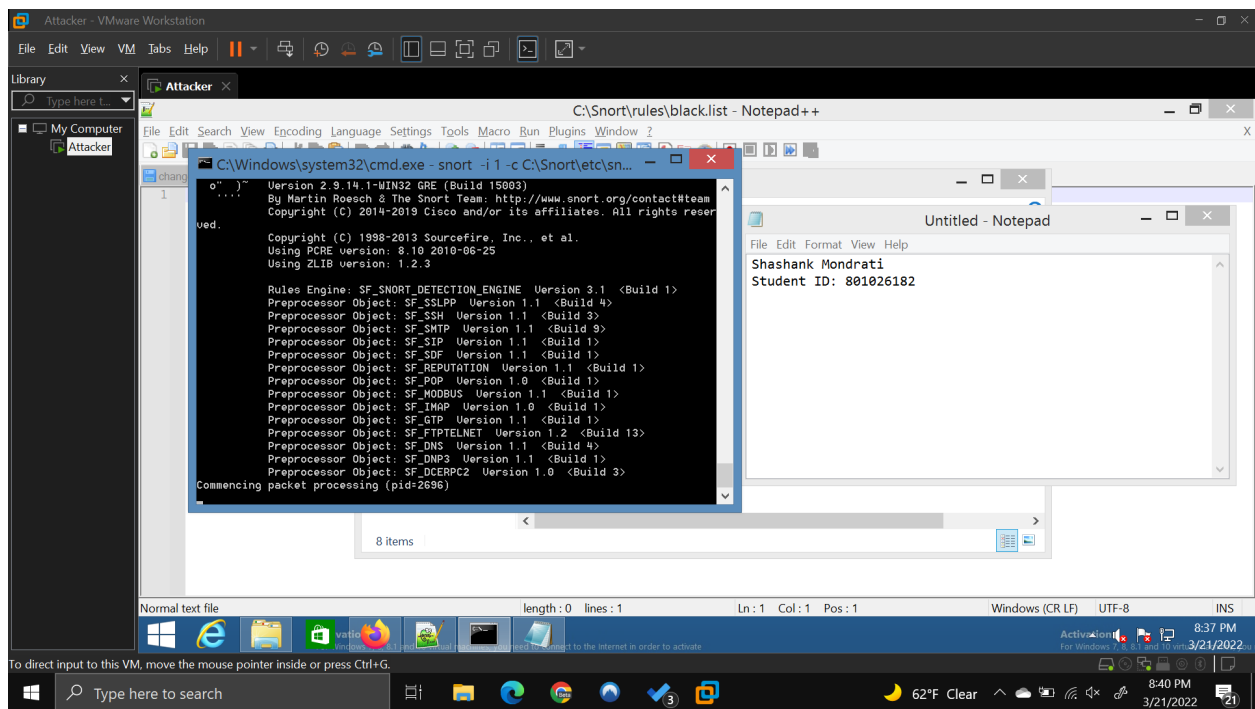 Attacker - VMware Workstation
File Edit View VM Tabs Help
Library
Type here t...
My Computer
Attacker
Attacker
C:\Snort\rules\black.list - Notepad++
File Edit Search View Encoding Language Settings Tools Macro Run Plugins Window ?
X
chang
1
C:\Windows\system32\cmd.exe - snort -i 1 -c C:\Snort\etc\sn...
o" )~ Version 2.9.14.1-WIN32 GRE (Build 15003)
'''' By Martin Roesch & The Snort Team: http://www.snort.org/contact#team
Copyright (C) 2014-2019 Cisco and/or its affiliates. All rights reser
ved.
Copyright (C) 1998-2013 Sourcefire, Inc., et al.
Using PCRE version: 8.10 2010-06-25
Using ZLIB version: 1.2.3
Rules Engine: SF_SNORT_DETECTION_ENGINE Version 3.1 <Build 1>
Preprocessor Object: SF_SSLPP Version 1.1 <Build 4>
Preprocessor Object: SF_SSH Version 1.1 <Build 3>
Preprocessor Object: SF_SMTP Version 1.1 <Build 9>
Preprocessor Object: SF_SIP Version 1.1 <Build 1>
Preprocessor Object: SF_SDF Version 1.1 <Build 1>
Preprocessor Object: SF_REPUTATION Version 1.1 <Build 1>
Preprocessor Object: SF_POP Version 1.0 <Build 1>
Preprocessor Object: SF_MODBUS Version 1.1 <Build 1>
Preprocessor Object: SF_IMAP Version 1.0 <Build 1>
Preprocessor Object: SF_GTP Version 1.1 <Build 1>
Preprocessor Object: SF_FTPTELNET Version 1.2 <Build 13>
Preprocessor Object: SF_DNS Version 1.1 <Build 4>
Preprocessor Object: SF_DNP3 Version 1.1 <Build 1>
Preprocessor Object: SF_DCERPC2 Version 1.0 <Build 3>
Commencing packet processing (pid=2696)
Untitled - Notepad
File Edit Format View Help
Shashank Mondrati
Student ID: 801026182
8 items
Normal text file length : 0 lines : 1 Ln : 1 Col : 1 Pos : 1 Windows (CR LF) UTF-8 INS
8:37 PM
3/21/2022
To direct input to this VM, move the mouse pointer inside or press Ctrl+G.
Type here to search
3
62°F Clear
8:40 PM
3/21/2022
21